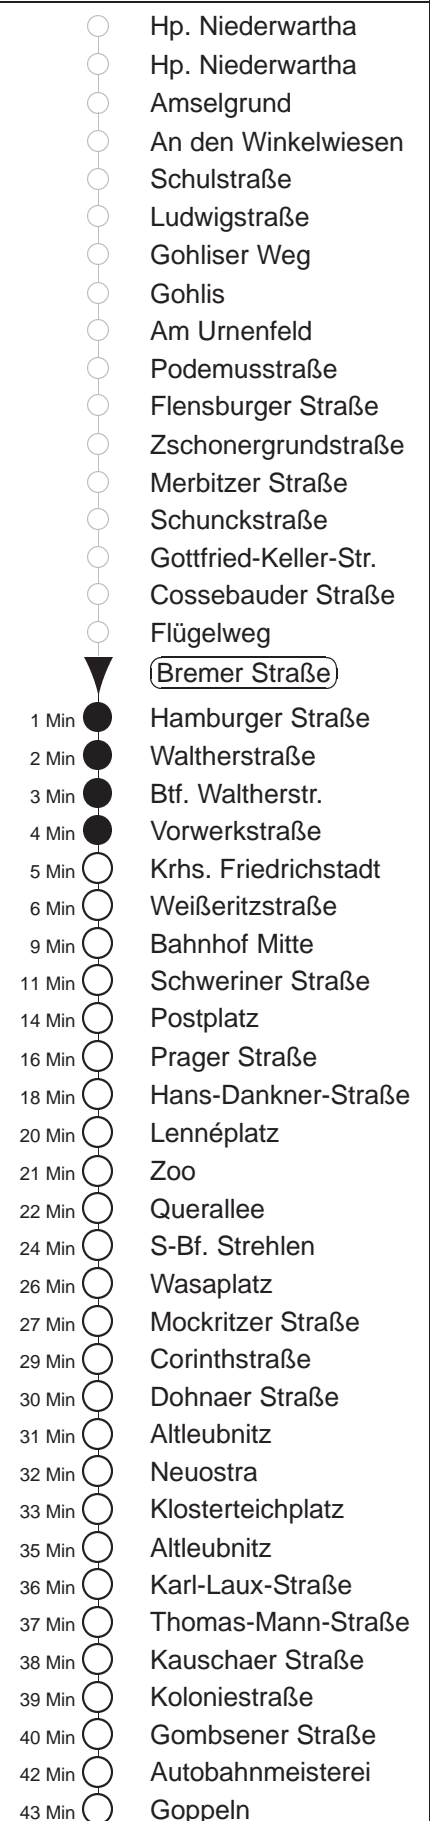 Hp. Niederwartha
Hp. Niederwartha
Amselgrund
An den Winkelwiesen
Schulstraße
Ludwigstraße
Gohliser Weg
Gohlis
Am Urnenfeld
Podemusstraße
Flensburger Straße
Zschonergrundstraße
Merbitzer Straße
Schunckstraße
Gottfried-Keller-Str.
Cossebauder Straße
Flügelweg
Bremer Straße
1 Min Hamburger Straße
2 Min Waltherstraße
3 Min Btf. Waltherstr.
4 Min Vorwerkstraße
5 Min Krhs. Friedrichstadt
6 Min Weißeritzstraße
9 Min Bahnhof Mitte
11 Min Schweriner Straße
14 Min Postplatz
16 Min Prager Straße
18 Min Hans-Dankner-Straße
20 Min Lennéplatz
21 Min Zoo
22 Min Querallee
24 Min S-Bf. Strehlen
26 Min Wasaplatz
27 Min Mockritzer Straße
29 Min Corinthstraße
30 Min Dohnaer Straße
31 Min Altleubnitz
32 Min Neuostra
33 Min Klosterteichplatz
35 Min Altleubnitz
36 Min Karl-Laux-Straße
37 Min Thomas-Mann-Straße
38 Min Kauschaer Straße
39 Min Koloniestraße
40 Min Gombsener Straße
42 Min Autobahnmeisterei
43 Min Goppeln